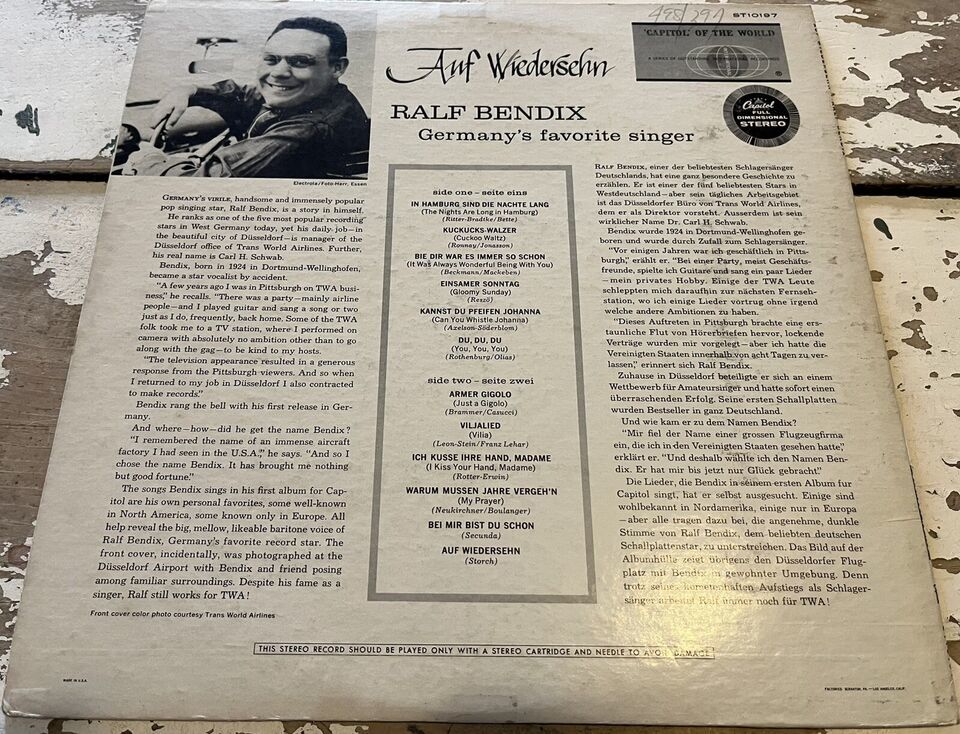 498/297
ST10197
'CAPITOL' OF THE WORLD
A SERIES OF OUTSTANDING INTERNATIONAL RECORDINGS
Capitol
FULL
DIMENSIONAL
STEREO
Auf Wiedersehn
RALF BENDIX
Germany's favorite singer
Electrola/Foto-Herr, Essen
GERMANY'S VIRILE, handsome and immensely popular
pop singing star, Ralf Bendix, is a story in himself.
He ranks as one of the five most popular recording
stars in West Germany today, yet his daily job—in
the beautiful city of Düsseldorf—is manager of the
Düsseldorf office of Trans World Airlines. Further,
his real name is Carl H. Schwab.
Bendix, born in 1924 in Dortmund-Wellinghofen,
became a star vocalist by accident.
"A few years ago I was in Pittsburgh on TWA busi-
ness," he recalls. "There was a party—mainly airline
people—and I played guitar and sang a song or two
just as I do, frequently, back home. Some of the TWA
folk took me to a TV station, where I performed on
camera with absolutely no ambition other than to go
along with the gag—to be kind to my hosts.
"The television appearance resulted in a generous
response from the Pittsburgh viewers. And so when
I returned to my job in Düsseldorf I also contracted
to make records."
Bendix rang the bell with his first release in Ger-
many.
And where—how—did he get the name Bendix?
"I remembered the name of an immense aircraft
factory I had seen in the U.S.A.," he says. "And so I
chose the name Bendix. It has brought me nothing
but good fortune."
The songs Bendix sings in his first album for Cap-
itol are his own personal favorites, some well-known
in North America, some known only in Europe. All
help reveal the big, mellow, likeable baritone voice of
Ralf Bendix, Germany's favorite record star. The
front cover, incidentally, was photographed at the
Düsseldorf Airport with Bendix and friend posing
among familiar surroundings. Despite his fame as a
singer, Ralf still works for TWA!
Front cover color photo courtesy Trans World Airlines
side one – seite eins
IN HAMBURG SIND DIE NACHTE LANG
(The Nights Are Long in Hamburg)
(Ritter-Bradtke/Bette)
KUCKUCKS-WALZER
(Cuckoo Waltz)
(Ronnay/Jonasson)
BIE DIR WAR ES IMMER SO SCHON
(It Was Always Wonderful Being With You)
(Beckmann/Mackeben)
EINSAMER SONNTAG
(Gloomy Sunday)
(Reszö)
KANNST DU PFEIFEN JOHANNA
(Can You Whistle Johanna)
(Axelson-Söderblom)
DU, DU, DU
(You, You, You)
(Rothenburg/Olias)
side two – seite zwei
ARMER GIGOLO
(Just a Gigolo)
(Brammer/Casucci)
VILJALIED
(Vilia)
(Leon-Stein/Franz Lehar)
ICH KUSSE IHRE HAND, MADAME
(I Kiss Your Hand, Madame)
(Rotter-Erwin)
WARUM MUSSEN JAHRE VERGEH'N
(My Prayer)
(Neukirchner/Boulanger)
BEI MIR BIST DU SCHON
(Secunda)
AUF WIEDERSEHN
(Storch)
RALF BENDIX, einer der beliebtesten Schlagersänger
Deutschlands, hat eine ganz besondere Geschichte zu
erzählen. Er ist einer der fünf beliebtesten Stars in
Westdeutschland—aber sein tägliches Arbeitsgebiet
ist das Düsseldorfer Büro von Trans World Airlines,
dem er als Direktor vorsteht. Ausserdem ist sein
wirklicher Name Dr. Carl H. Schwab.
Bendix wurde 1924 in Dortmund-Wellinghofen ge-
boren und wurde durch Zufall zum Schlagersänger.
"Vor einigen Jahren war ich geschäftlich in Pitts-
burgh," erzählt er. "Bei einer Party, meist Geschäfts-
freunde, spielte ich Guitare und sang ein paar Lieder
—mein privates Hobby. Einige der TWA Leute
schleppten mich daraufhin zur nächsten Fernseh-
station, wo ich einige Lieder vortrug ohne irgend
welche andere Ambitionen zu haben.
"Dieses Auftreten in Pittsburgh brachte eine ers-
taunliche Flut von Hörerbriefen hervor, lockende
Verträge wurden mir vorgelegt—aber ich hatte die
Vereinigten Staaten innerhalb von acht Tagen zu ver-
lassen," erinnert sich Ralf Bendix.
Zuhause in Düsseldorf beteiligte er sich an einem
Wettbewerb für Amateursinger und hatte sofort einen
überraschenden Erfolg. Seine ersten Schallplatten
wurden Bestseller in ganz Deutschland.
Und wie kam er zu dem Namen Bendix?
"Mir fiel der Name einer grossen Flugzeugfirma
ein, die ich in den Vereinigten Staaten gesehen hatte,"
erklärt er. "Und deshalb wählte ich den Namen Ben-
dix. Er hat mir bis jetzt nur Glück gebracht."
Die Lieder, die Bendix in seinem ersten Album fur
Capitol singt, hat er selbst ausgesucht. Einige sind
wohlbekannt in Nordamerika, einige nur in Europa
—aber alle tragen dazu bei, die angenehme, dunkle
Stimme von Ralf Bendix, dem beliebten deutschen
Schallplattenstar, zu unterstreichen. Das Bild auf der
Albumhülle zeigt übrigens den Düsseldorfer Flug-
platz mit Bendix in gewohnter Umgebung. Denn
trotz seines kometenhaften Aufstiegs als Schlager-
sänger arbeitet Ralf immer noch für TWA!
THIS STEREO RECORD SHOULD BE PLAYED ONLY WITH A STEREO CARTRIDGE AND NEEDLE TO AVOID DAMAGE
MADE IN U.S.A.
FACTORIES: SCRANTON, PA.—LOS ANGELES, CALIF.